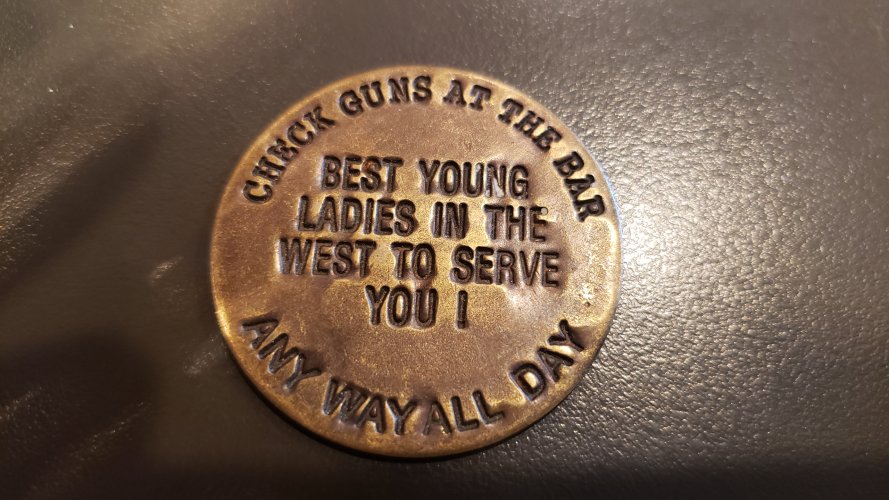 CHECK GUNS AT THE BAR
BEST YOUNG
LADIES IN THE
WEST TO SERVE
YOU !
ANY WAY ALL DAY